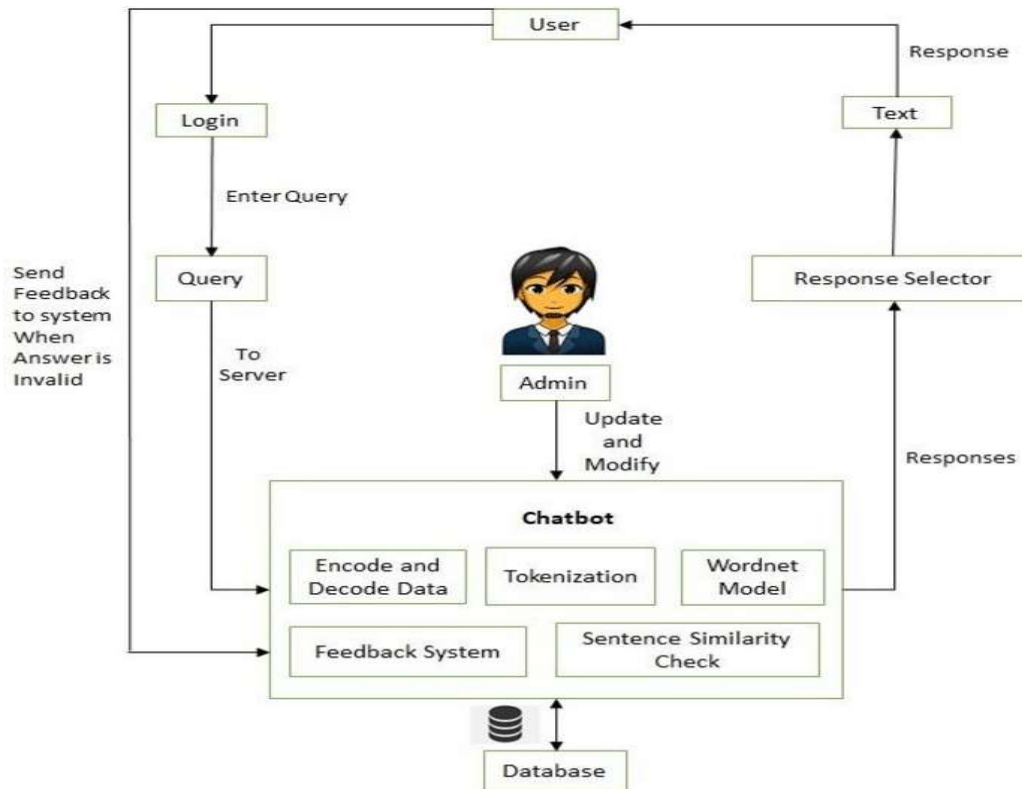 User
Response
Login
Text
Enter Query
Send
Feedback
to system
When
Answer is
Invalid
Query
Response Selector
To
Server
Admin
Update
and
Modify
Responses
Chatbot
Encode and
Decode Data
Tokenization
Wordnet
Model
Feedback System
Sentence Similarity
Check
Database